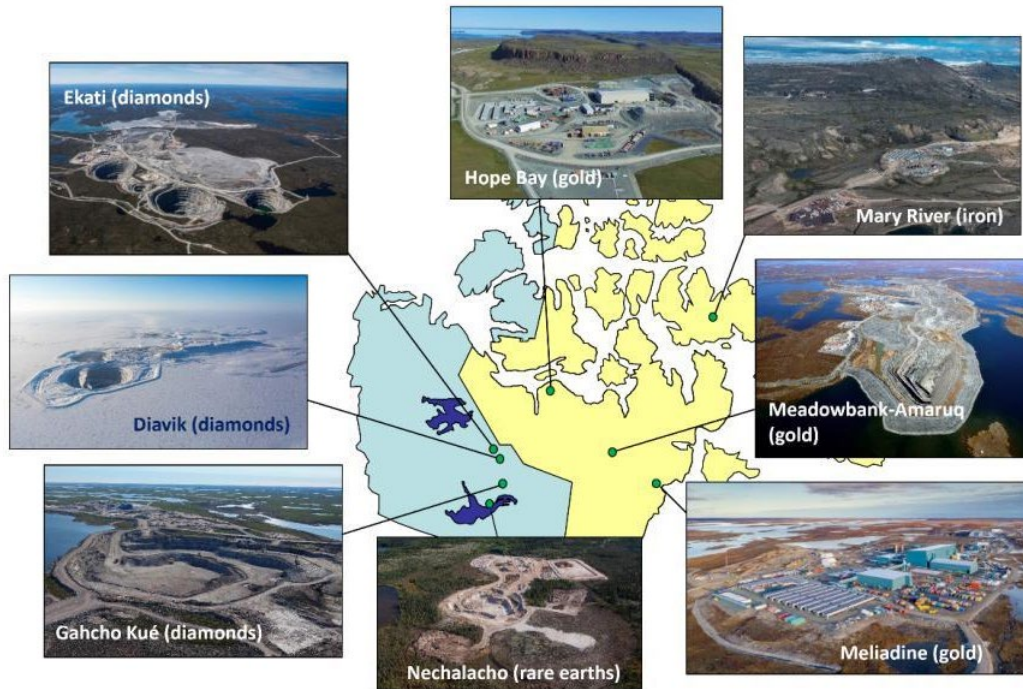 Ekati (diamonds)
Hope Bay (gold)
Mary River (iron)
Diavik (diamonds)
Meadowbank-Amaruq
(gold)
Gahcho Kué (diamonds)
Nechalacho (rare earths)
Meliadine (gold)